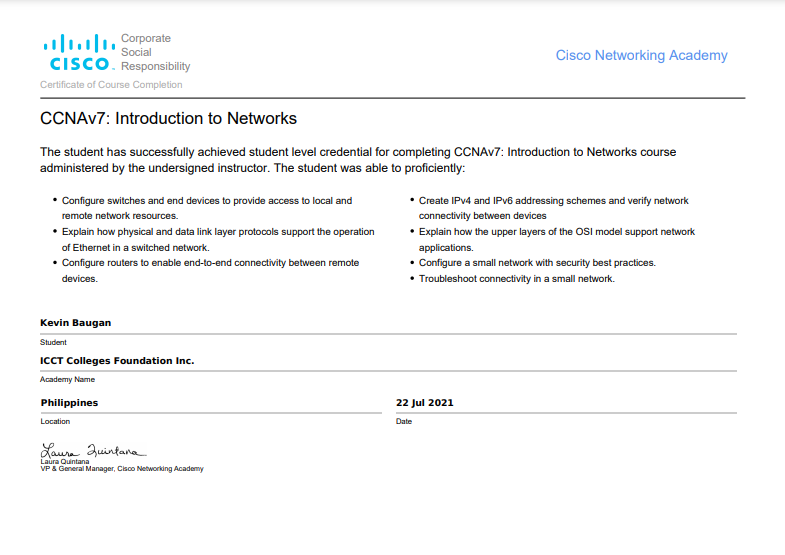 Corporate
Social
Responsibility
CISCO
Cisco Networking Academy
Certificate of Course Completion
CCNAv7: Introduction to Networks
The student has successfully achieved student level credential for completing CCNAv7: Introduction to Networks course
administered by the undersigned instructor. The student was able to proficiently:
• Configure switches and end devices to provide access to local and
remote network resources.
• Explain how physical and data link layer protocols support the operation
of Ethernet in a switched network.
• Configure routers to enable end-to-end connectivity between remote
devices.
• Create IPv4 and IPv6 addressing schemes and verify network
connectivity between devices
• Explain how the upper layers of the OSI model support network
applications.
• Configure a small network with security best practices.
• Troubleshoot connectivity in a small network.
Kevin Baugan
Student
ICCT Colleges Foundation Inc.
Academy Name
Philippines
Location
22 Jul 2021
Date
Laura Quintana
Laura Quintana
VP & General Manager, Cisco Networking Academy